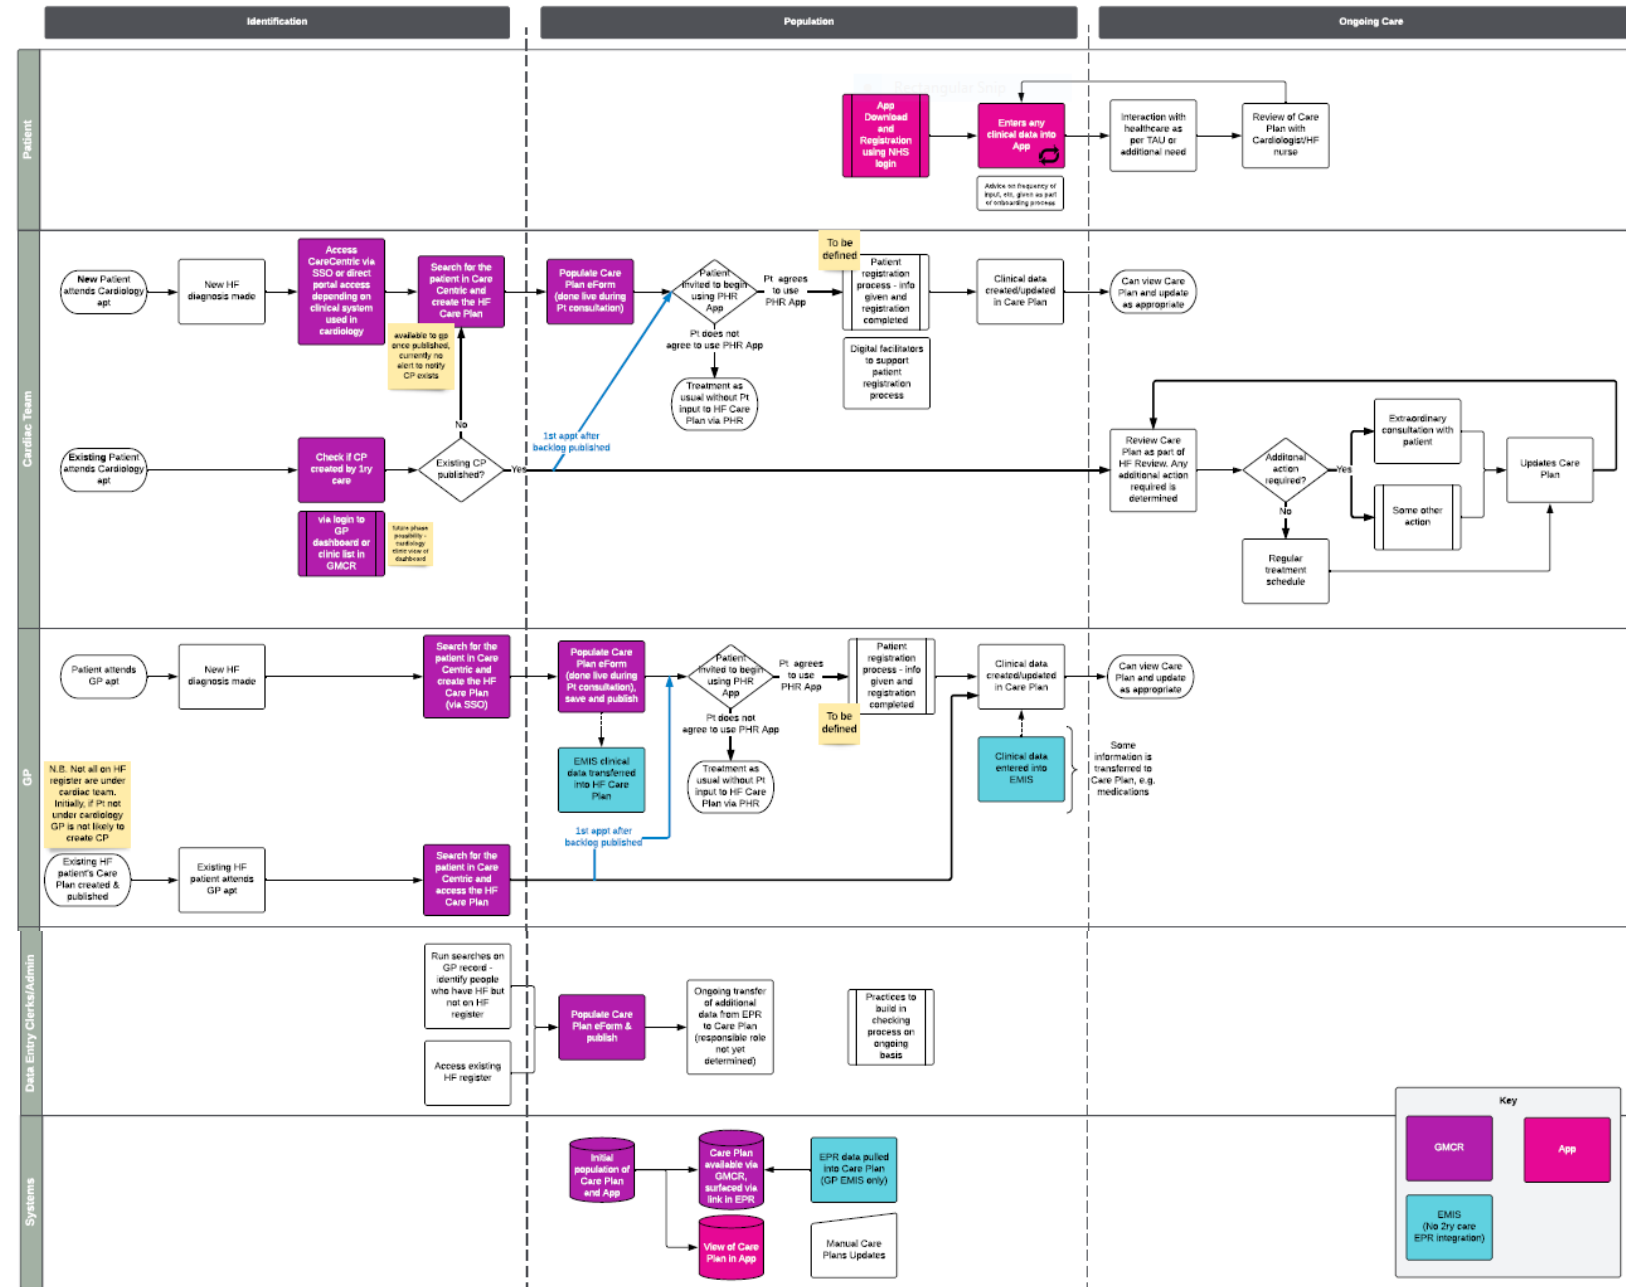 Identification
Population
Ongoing Care
Patient
Rectangular Snip
App
Download
and
Registration
using NHS
login
Enters any
clinical data into
App
Advice on frequency of
input, etc, given as part
of onboarding process
Interaction with
healthcare as
per TAU or
additional need
Review of Care
Plan with
Cardiologist/HF
nurse
Cardiac Team
New Patient
attends Cardiology
apt
New HF
diagnosis made
Access
CareCentric via
SSO or direct
portal access
depending on
clinical system
used in
cardiology
Search for the
patient in Care
Centric and
create the HF
Care Plan
available to gp
once published,
currently no
alert to notify
CP exists
Populate Care
Plan eForm
(done live during
Pt consultation)
Patient
invited to begin
using PHR
App
Pt agrees
to use
PHR App
Pt does not
agree to use PHR App
Treatment as
usual without Pt
input to HF Care
Plan via PHR
To be
defined
Patient
registration
process - info
given and
registration
completed
Digital facilitators
to support
patient
registration
process
Clinical data
created/updated
in Care Plan
Can view Care
Plan and update
as appropriate
Existing Patient
attends Cardiology
apt
Check if CP
created by 1ry
care
via login to
GP
dashboard or
clinic list in
GMCR
future phase
possibility -
cardiology
clinic view of
dashboard
No
Existing CP
published?
Yes
1st appt after
backlog published
Review Care
Plan as part of
HF Review. Any
additional action
required is
determined
Additonal
action
required?
Yes
No
Extraordinary
consultation with
patient
Some other
action
Updates Care
Plan
Regular
treatment
schedule
GP
Patient attends
GP apt
New HF
diagnosis made
Search for the
patient in Care
Centric and
create the HF
Care Plan
(via SSO)
Populate Care
Plan eForm
(done live during
Pt consultation),
save and publish
EMIS clinical
data transferred
into HF Care
Plan
Patient
invited to begin
using PHR
App
Pt agrees
to use
PHR App
Pt does not
agree to use PHR App
Treatment as
usual without Pt
input to HF Care
Plan via PHR
Patient
registration
process - info
given and
registration
completed
To be
defined
Clinical data
created/updated
in Care Plan
Clinical data
entered into
EMIS
Some
information is
transferred to
Care Plan, e.g.
medications
Can view Care
Plan and update
as appropriate
N.B. Not all on HF
register are under
cardiac team.
Initially, if Pt not
under cardiology
GP is not likely to
create CP
Existing HF
patient's Care
Plan created &
published
Existing HF
patient attends
GP apt
Search for the
patient in Care
Centric and
access the HF
Care Plan
1st appt after
backlog published
Data Entry Clerks/Admin
Run searches on
GP record -
identify people
who have HF but
not on HF
register
Access existing
HF register
Populate Care
Plan eForm &
publish
Ongoing transfer
of additional
data from EPR
to Care Plan
(responsible role
not yet
determined)
Practices to
build in
checking
process on
ongoing
basis
Systems
Initial
population of
Care Plan
and App
Care Plan
available via
GMCR,
surfaced via
link in EPR
EPR data pulled
into Care Plan
(GP EMIS only)
View of Care
Plan in App
Manual Care
Plans Updates
Key
GMCR
App
EMIS
(No 2ry care
EPR integration)